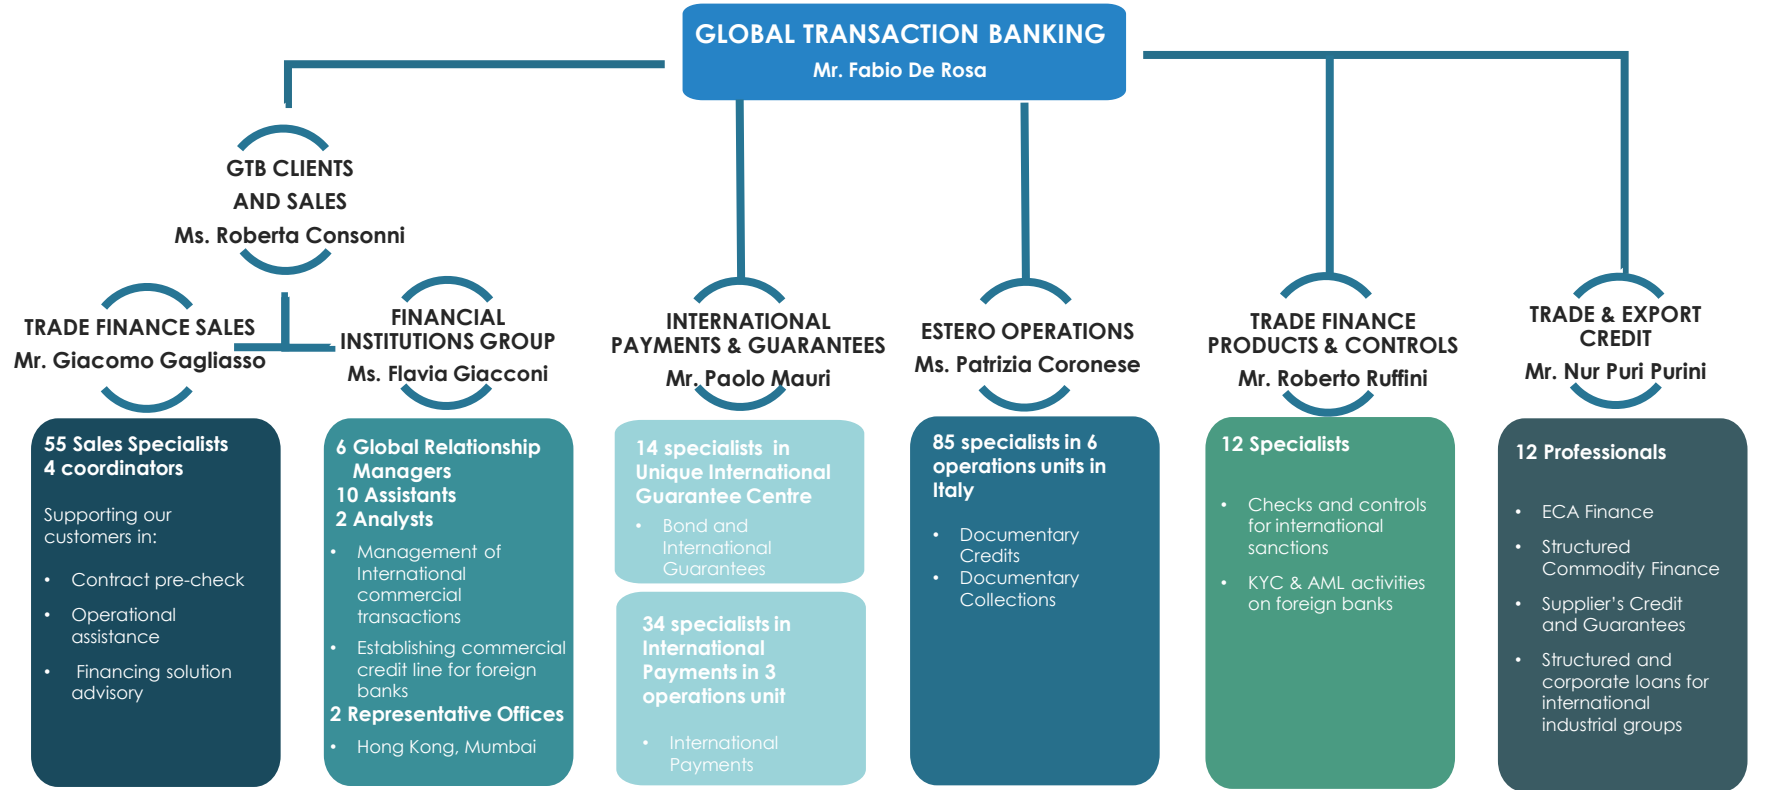 GLOBAL TRANSACTION BANKING
Mr. Fabio De Rosa
GTB CLIENTS
AND SALES
Ms. Roberta Consonni
TRADE FINANCE SALES
Mr. Giacomo Gagliasso
FINANCIAL
INSTITUTIONS GROUP
Ms. Flavia Giacconi
INTERNATIONAL
PAYMENTS & GUARANTEES
Mr. Paolo Mauri
ESTERO OPERATIONS
Ms. Patrizia Coronese
TRADE FINANCE
PRODUCTS & CONTROLS
Mr. Roberto Ruffini
TRADE & EXPORT
CREDIT
Mr. Nur Puri Purini
55 Sales Specialists
4 coordinators
Supporting our
customers in:
• Contract pre-check
• Operational
assistance
• Financing solution
advisory
6 Global Relationship
Managers
10 Assistants
2 Analysts
• Management of
International
commercial
transactions
• Establishing commercial
credit line for foreign
banks
2 Representative Offices
• Hong Kong, Mumbai
14 specialists in
Unique International
Guarantee Centre
• Bond and
International
Guarantees
34 specialists in
International
Payments in 3
operations unit
• International
Payments
85 specialists in 6
operations units in
Italy
• Documentary
Credits
• Documentary
Collections
12 Specialists
• Checks and controls
for international
sanctions
• KYC & AML activities
on foreign banks
12 Professionals
• ECA Finance
• Structured
Commodity Finance
• Supplier’s Credit
and Guarantees
• Structured and
corporate loans for
international
industrial groups